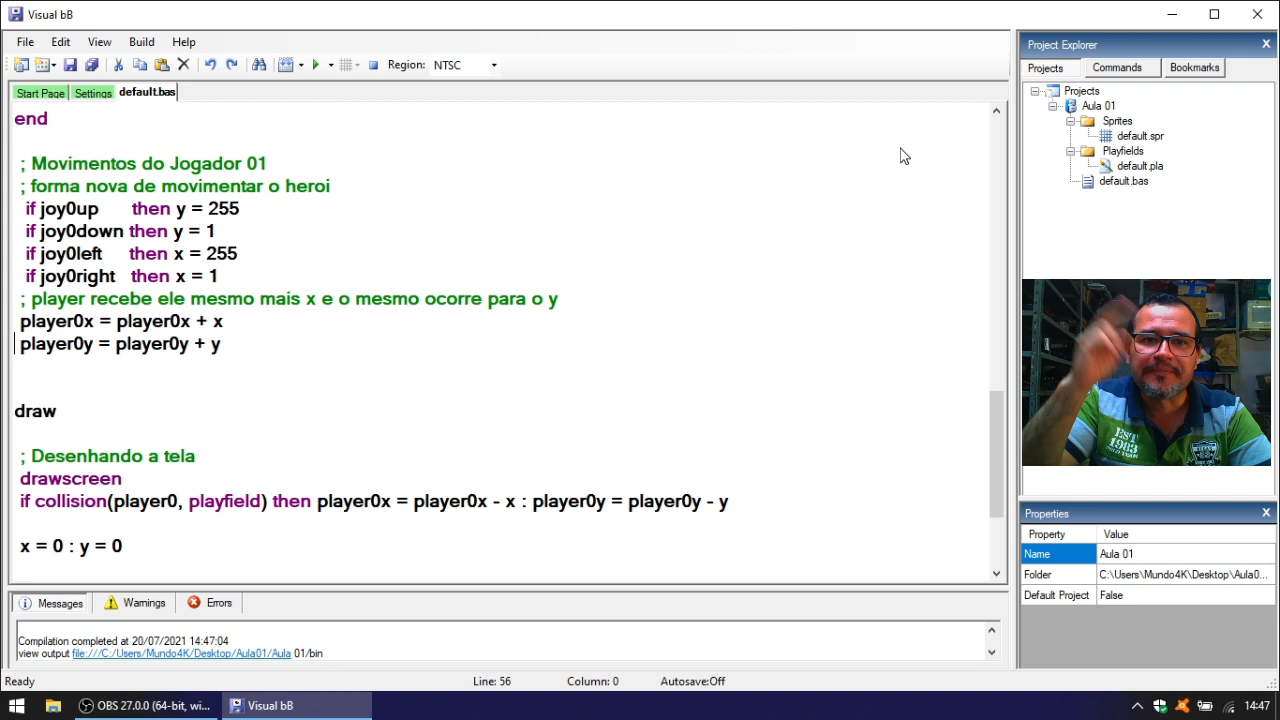 Visual bB
File Edit View Build Help
Region: NTSC
Start Page Settings default.bas
end
; Movimentos do Jogador 01
; forma nova de movimentar o heroi
if joy0up then y = 255
if joy0down then y = 1
if joy0left then x = 255
if joy0right then x = 1
; player recebe ele mesmo mais x e o mesmo ocorre para o y
player0x = player0x + x
player0y = player0y + y
draw
; Desenhando a tela
drawscreen
if collision(player0, playfield) then player0x = player0x - x : player0y = player0y - y
x = 0 : y = 0
Messages Warnings Errors
Compilation completed at 20/07/2021 14:47:04
view output file:///C:/Users/Mundo4K/Desktop/Aula01/Aula 01/bin
Ready Line: 56 Column: 0 Autosave:Off
Project Explorer
Projects Commands Bookmarks
Projects
Aula 01
Sprites
default.spr
Playfields
default.pla
default.bas
EST
1983
Properties
Property Value
Name Aula 01
Folder C:\Users\Mundo4K\Desktop\Aula0...
Default Project False
OBS 27.0.0 (64-bit, wi...
Visual bB
14:47